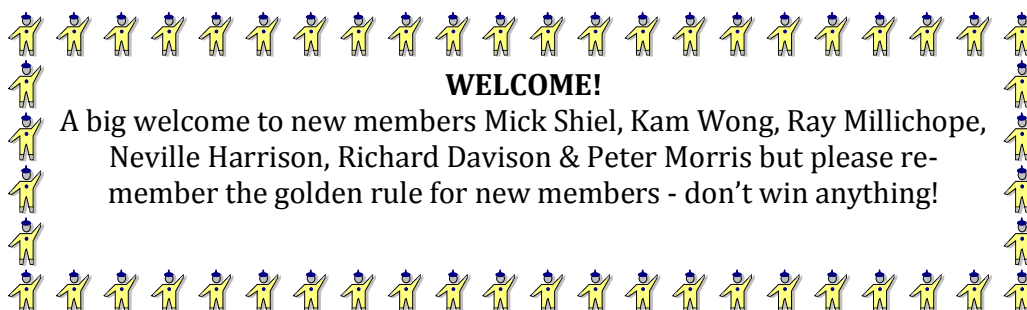 WELCOME!
A big welcome to new members Mick Shiel, Kam Wong, Ray Millichope,
Neville Harrison, Richard Davison & Peter Morris but please re-
member the golden rule for new members - don’t win anything!